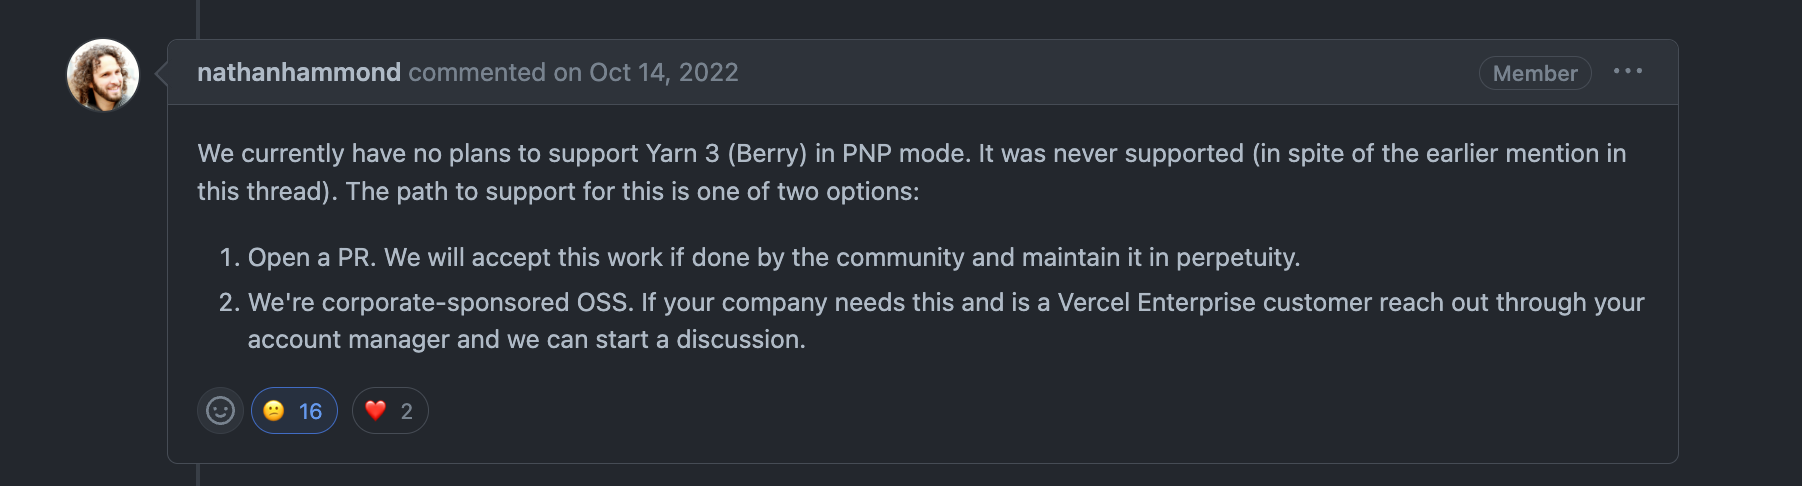 nathanhammond commented on Oct 14, 2022
Member
We currently have no plans to support Yarn 3 (Berry) in PNP mode. It was never supported (in spite of the earlier mention in
this thread). The path to support for this is one of two options:
1. Open a PR. We will accept this work if done by the community and maintain it in perpetuity.
2. We're corporate-sponsored OSS. If your company needs this and is a Vercel Enterprise customer reach out through your
account manager and we can start a discussion.
😕 16 ❤️ 2